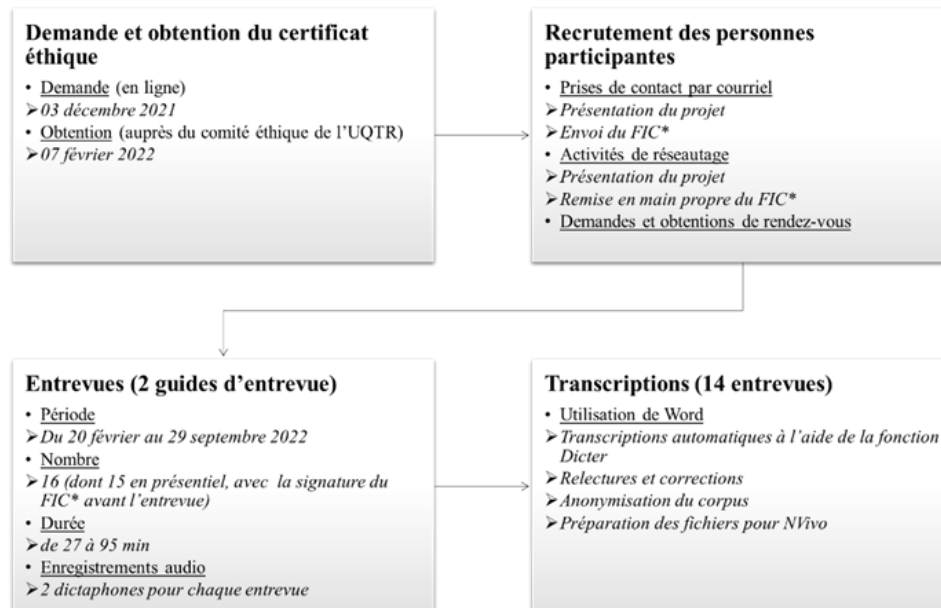 Demande et obtention du certificat
éthique
• Demande (en ligne)
➢03 décembre 2021
• Obtention (auprès du comité éthique de l'UQTR)
➢07 février 2022
Recrutement des personnes
participantes
• Prises de contact par courriel
➢Présentation du projet
➢Envoi du FIC*
• Activités de réseautage
➢Présentation du projet
➢Remise en main propre du FIC*
• Demandes et obtentions de rendez-vous
Entrevues (2 guides d'entrevue)
• Période
➢Du 20 février au 29 septembre 2022
• Nombre
➢16 (dont 15 en présentiel, avec la signature du
FIC* avant l'entrevue)
• Durée
➢de 27 à 95 min
• Enregistrements audio
➢2 dictaphones pour chaque entrevue
Transcriptions (14 entrevues)
• Utilisation de Word
➢Transcriptions automatiques à l'aide de la fonction
Dicter
➢Relectures et corrections
➢Anonymisation du corpus
➢Préparation des fichiers pour NVivo